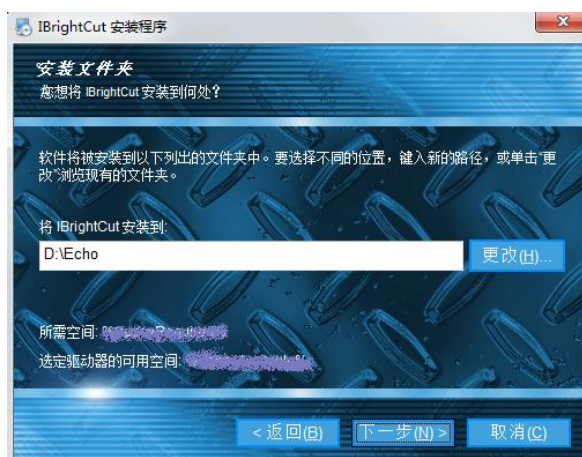 IBrightCut 安装程序
安装文件夹
您想将 IBrightCut 安装到何处?
软件将被安装到以下列出的文件夹中。要选择不同的位置，键入新的路径，或单击“更
改”浏览现有的文件夹。
将 IBrightCut 安装到:
D:\Echo
更改(H)...
所需空间:
选定驱动器的可用空间:
< 返回(B)
下一步(N) >
取消(C)